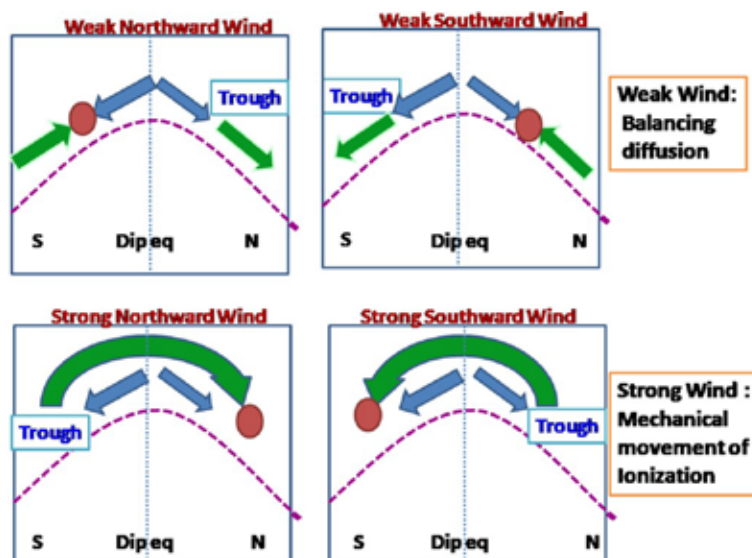 Weak Northward Wind
Trough
S Dip eq N
Weak Southward Wind
Trough
S Dip eq N
Weak Wind:
Balancing
diffusion
Strong Northward Wind
Trough
S Dip eq N
Strong Southward Wind
Trough
S Dip eq N
Strong Wind :
Mechanical
movement of
Ionization